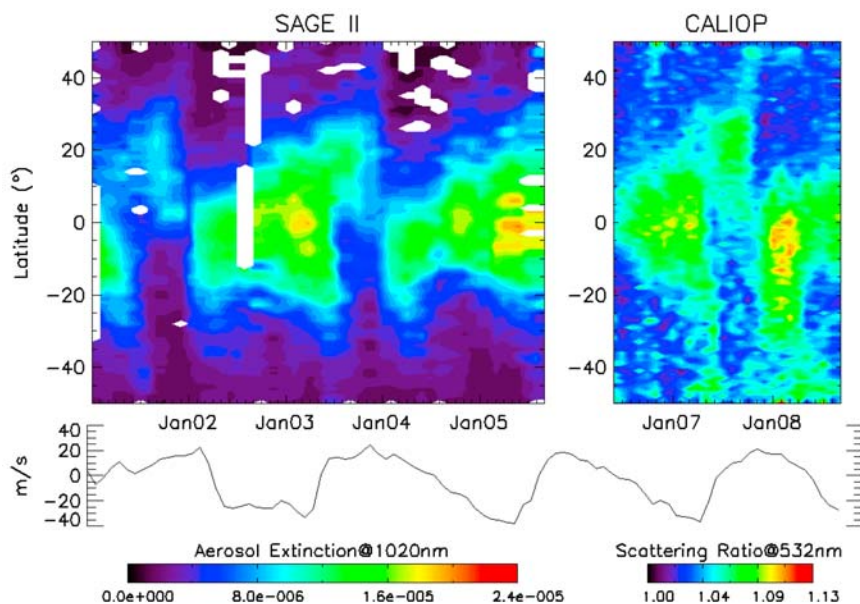 SAGE II
CALIOP
40
20
0
−20
−40
Latitude (°)
40
20
0
−20
−40
Jan02 Jan03 Jan04 Jan05
Jan07 Jan08
40
20
0
−20
−40
m/s
Aerosol Extinction@1020nm
0.0e+000 8.0e−006 1.6e−005 2.4e−005
Scattering Ratio@532nm
1.00 1.04 1.09 1.13